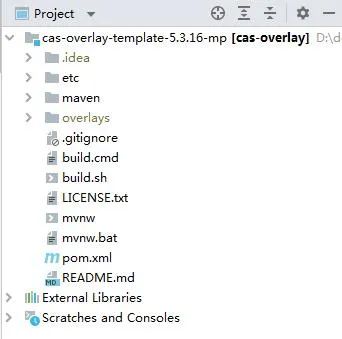 Project
cas-overlay-template-5.3.16-mp [cas-overlay] D:\d
.idea
etc
maven
overlays
.gitignore
build.cmd
build.sh
LICENSE.txt
mvnw
mvnw.bat
m pom.xml
MD README.md
External Libraries
Scratches and Consoles